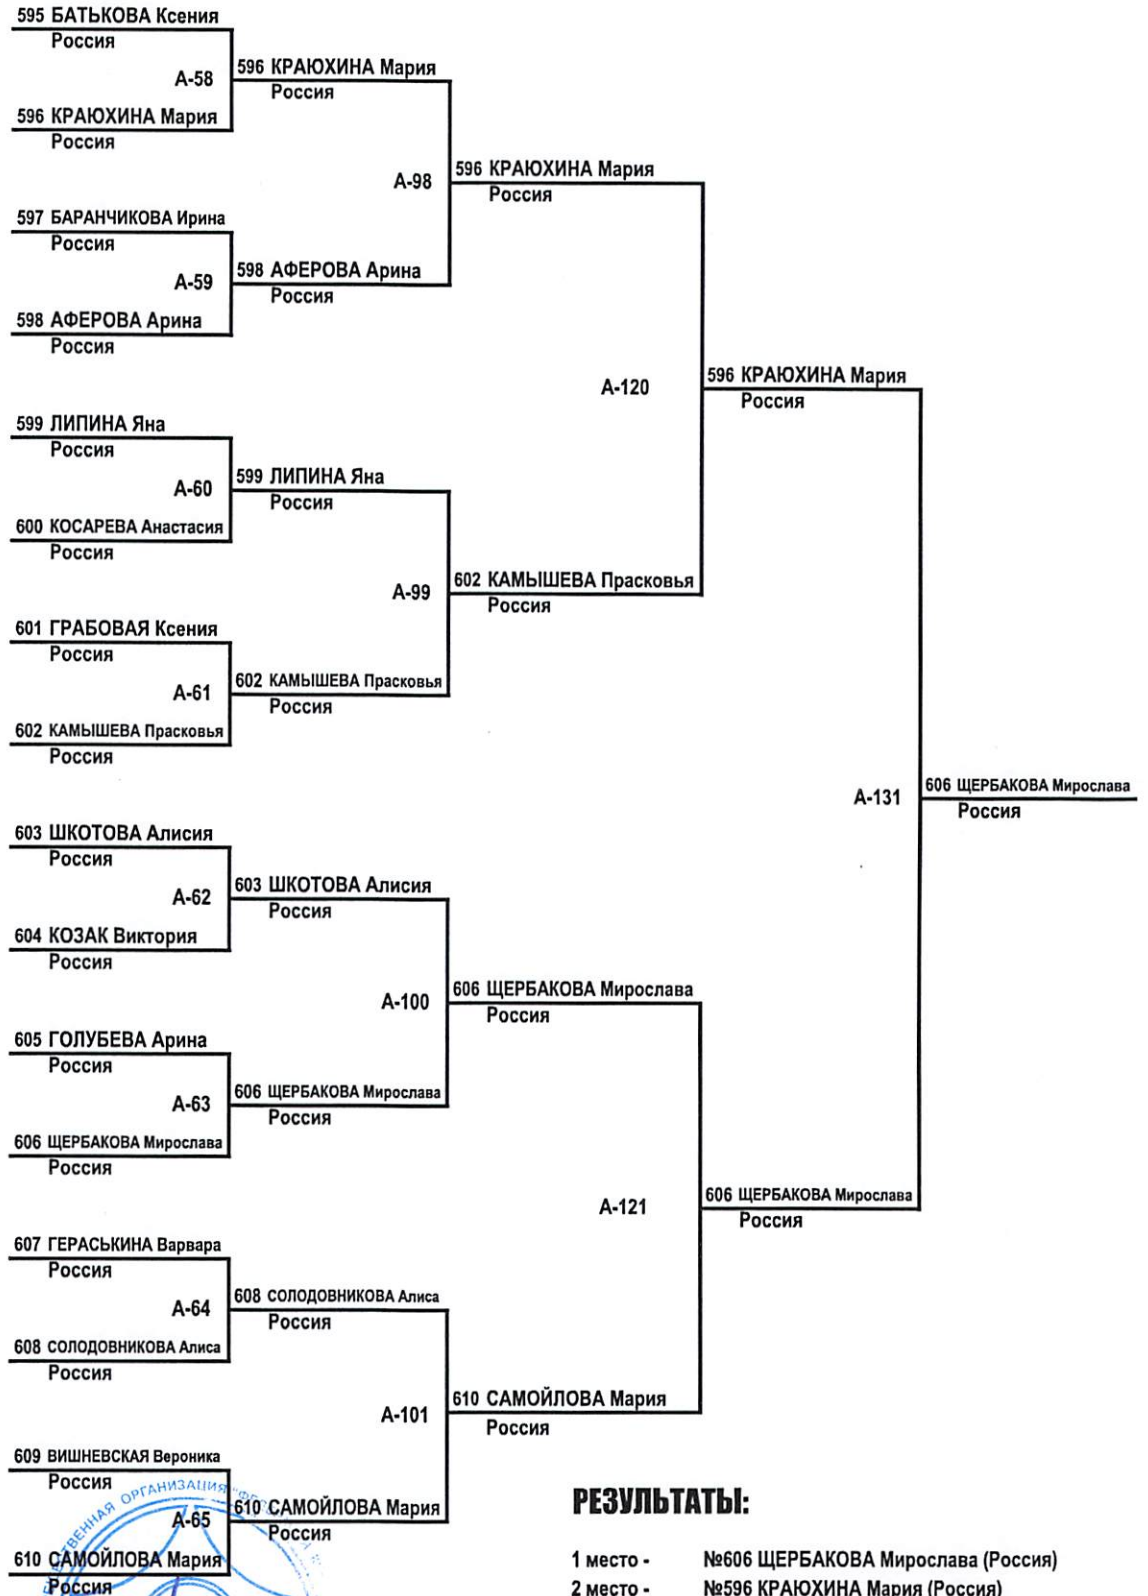 595 БАТЬКОВА Ксения
Россия
А-58
596 КРАЮХИНА Мария
Россия
596 КРАЮХИНА Мария
Россия
А-98
596 КРАЮХИНА Мария
Россия
597 БАРАНЧИКОВА Ирина
Россия
А-59
598 АФЕРОВА Арина
Россия
598 АФЕРОВА Арина
Россия
А-120
596 КРАЮХИНА Мария
Россия
599 ЛИПИНА Яна
Россия
А-60
599 ЛИПИНА Яна
Россия
600 КОСАРЕВА Анастасия
Россия
А-99
602 КАМЫШЕВА Прасковья
Россия
601 ГРАБОВАЯ Ксения
Россия
А-61
602 КАМЫШЕВА Прасковья
Россия
602 КАМЫШЕВА Прасковья
Россия
А-131
606 ЩЕРБАКОВА Мирослава
Россия
603 ШКОТОВА Алисия
Россия
А-62
603 ШКОТОВА Алисия
Россия
604 КОЗАК Виктория
Россия
А-100
606 ЩЕРБАКОВА Мирослава
Россия
605 ГОЛУБЕВА Арина
Россия
А-63
606 ЩЕРБАКОВА Мирослава
Россия
606 ЩЕРБАКОВА Мирослава
Россия
А-121
606 ЩЕРБАКОВА Мирослава
Россия
607 ГЕРАСЬКИНА Варвара
Россия
А-64
608 СОЛОДОВНИКОВА Алиса
Россия
608 СОЛОДОВНИКОВА Алиса
Россия
А-101
610 САМОЙЛОВА Мария
Россия
609 ВИШНЕВСКАЯ Вероника
Россия
А-65
610 САМОЙЛОВА Мария
Россия
610 САМОЙЛОВА Мария
Россия
ОРГАНИЗАЦИЯ
РЕЗУЛЬТАТЫ:
1 место - №606 ЩЕРБАКОВА Мирослава (Россия)
2 место - №596 КРАЮХИНА Мария (Россия)